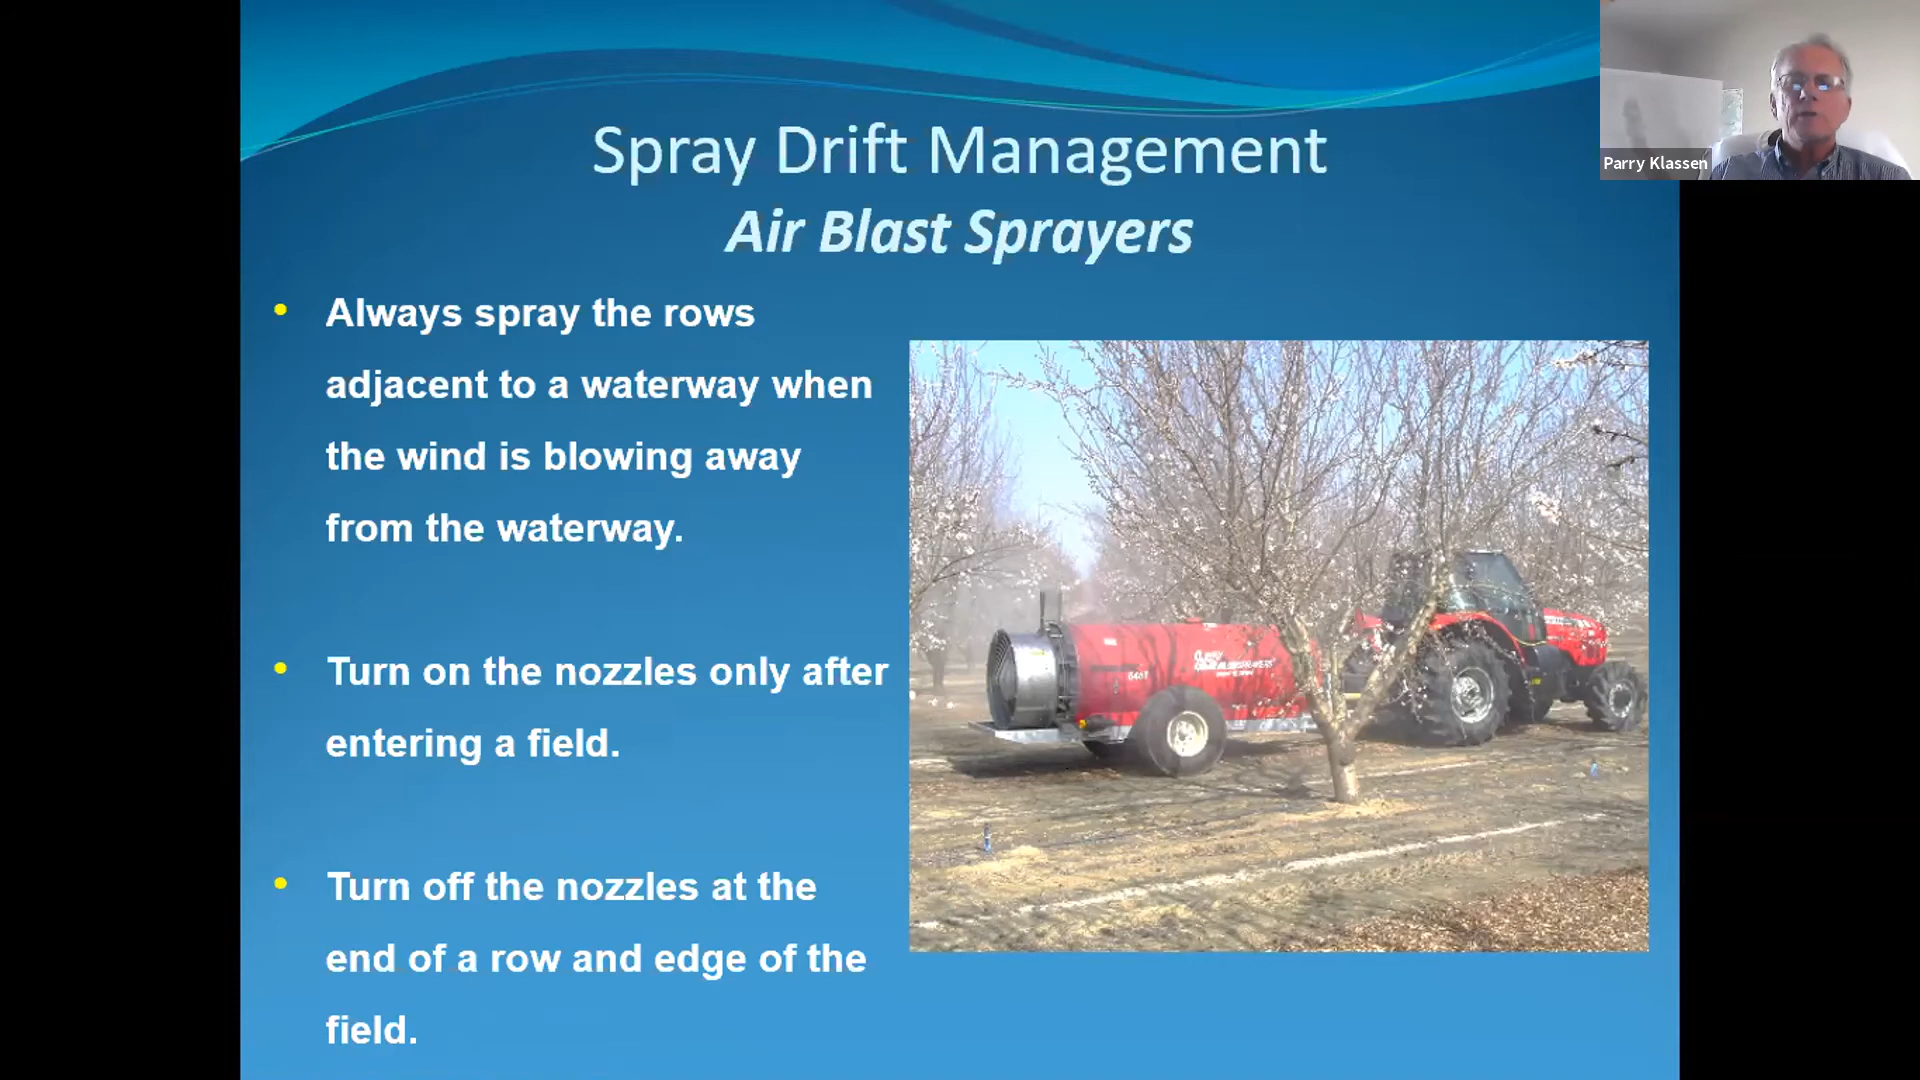 Spray Drift Management
Air Blast Sprayers
Parry Klassen
• Always spray the rows
adjacent to a waterway when
the wind is blowing away
from the waterway.
• Turn on the nozzles only after
entering a field.
• Turn off the nozzles at the
end of a row and edge of the
field.